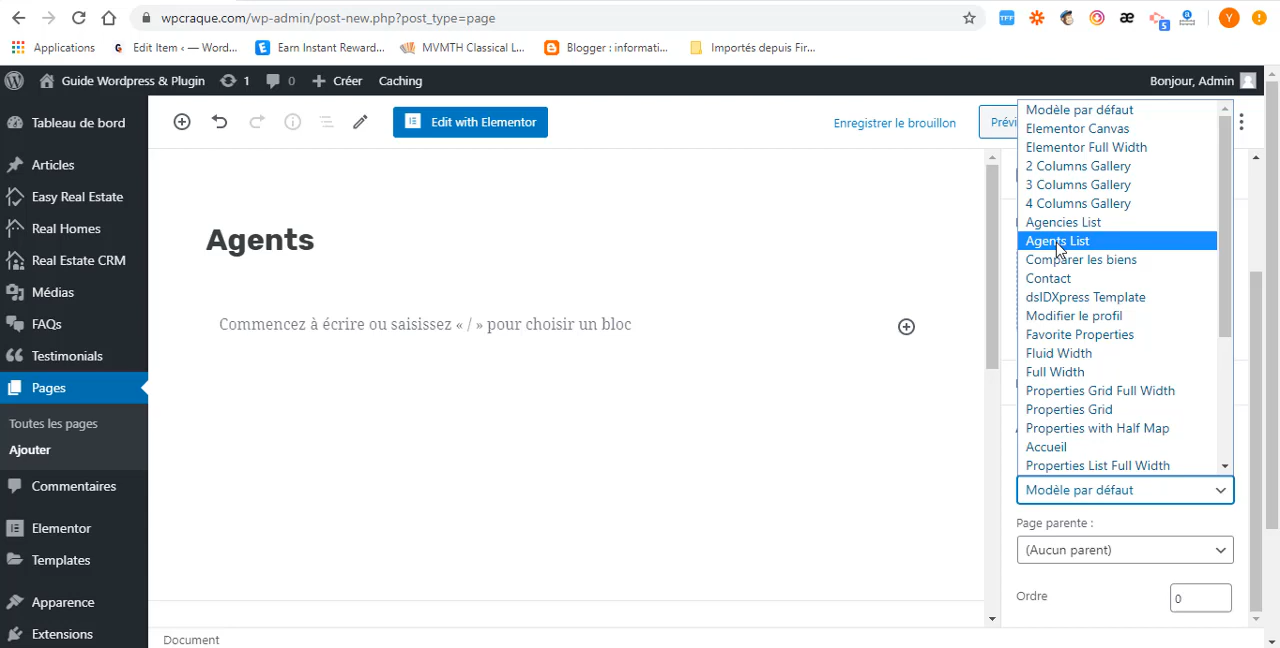 wpcraque.com/wp-admin/post-new.php?post_type=page
Applications
Edit Item ‹ — Word...
Earn Instant Reward...
MVMTH Classical L...
Blogger : informati...
Importés depuis Fir...
Guide Wordpress & Plugin
1
0
Créer
Caching
Bonjour, Admin
Tableau de bord
Articles
Easy Real Estate
Real Homes
Real Estate CRM
Médias
FAQs
Testimonials
Pages
Toutes les pages
Ajouter
Commentaires
Elementor
Templates
Apparence
Extensions
Edit with Elementor
Enregistrer le brouillon
Prévi
Agents
Commencez à écrire ou saisissez « / » pour choisir un bloc
Modèle par défaut
Elementor Canvas
Elementor Full Width
2 Columns Gallery
3 Columns Gallery
4 Columns Gallery
Agencies List
Agents List
Comparer les biens
Contact
dsIDXpress Template
Modifier le profil
Favorite Properties
Fluid Width
Full Width
Properties Grid Full Width
Properties Grid
Properties with Half Map
Accueil
Properties List Full Width
Modèle par défaut
Page parente :
(Aucun parent)
Ordre
0
Document